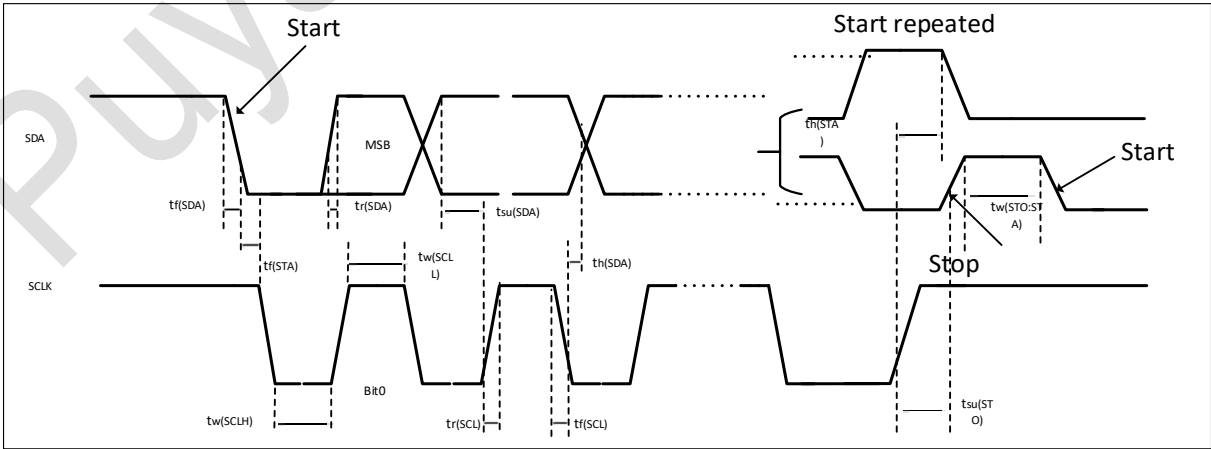 Puya
Start
Start repeated
SDA
MSB
th(STA
)
Start
tf(SDA)
tr(SDA)
tsu(SDA)
tw(STO:ST
A)
tf(STA)
tw(SCL
L)
th(SDA)
Stop
SCLK
Bit0
tw(SCLH)
tr(SCL)
tf(SCL)
tsu(ST
O)